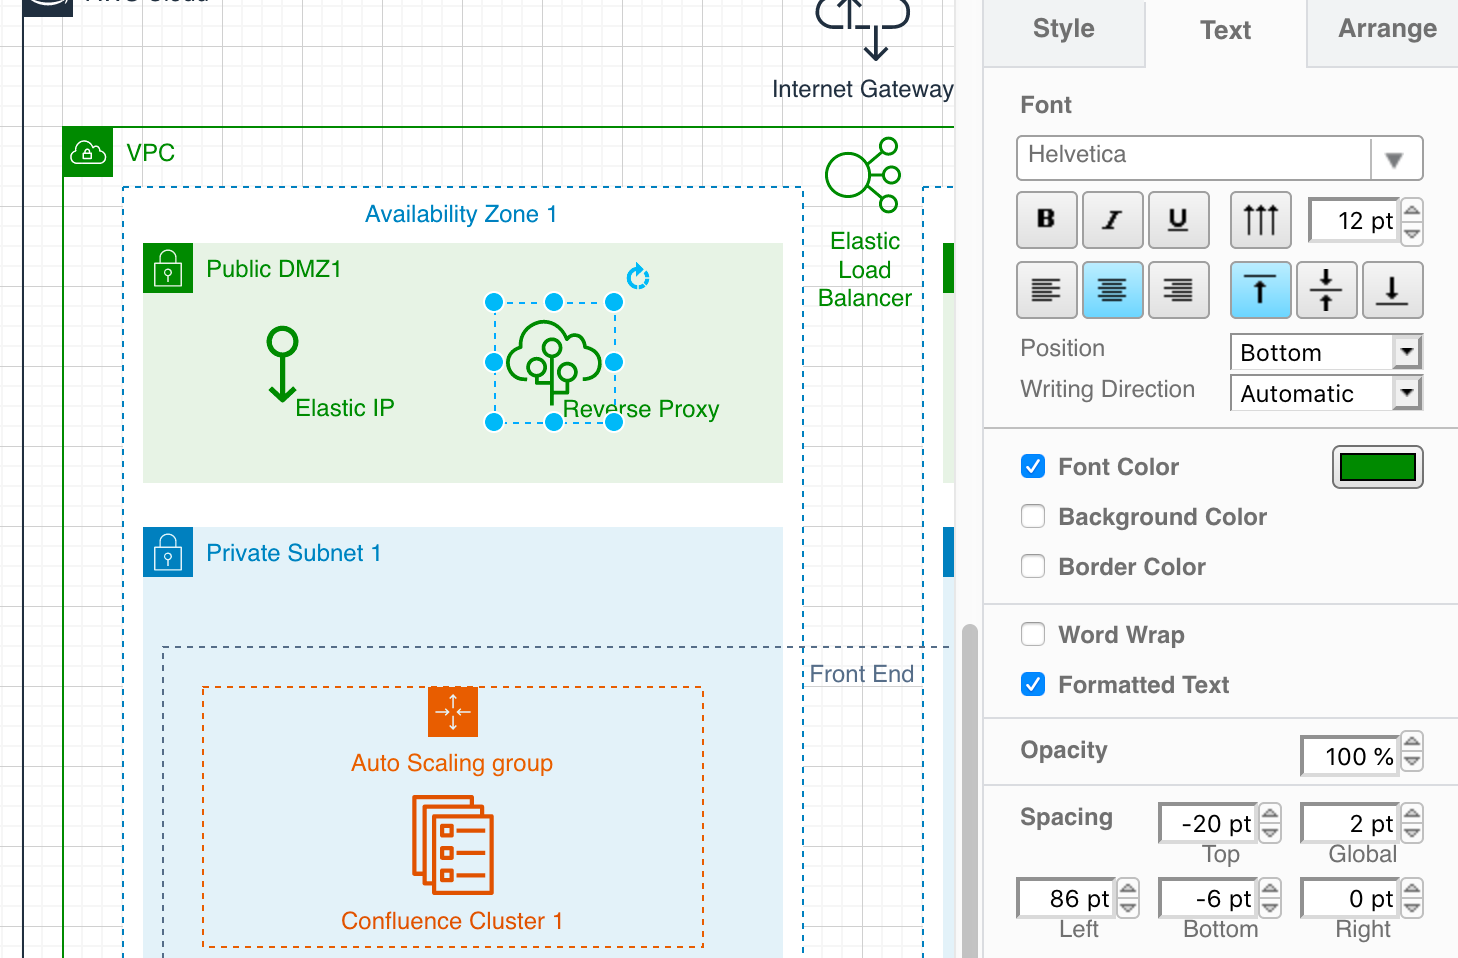 Internet Gateway
VPC
Availability Zone 1
Public DMZ1
Elastic
Load
Balancer
Elastic IP
Reverse Proxy
Private Subnet 1
Front End
Auto Scaling group
Confluence Cluster 1
Style
Text
Arrange
Font
Helvetica
B I U
12 pt
Position
Bottom
Writing Direction
Automatic
Font Color
Background Color
Border Color
Word Wrap
Formatted Text
Opacity
100 %
Spacing
-20 pt
2 pt
Top
Global
86 pt
-6 pt
0 pt
Left
Bottom
Right